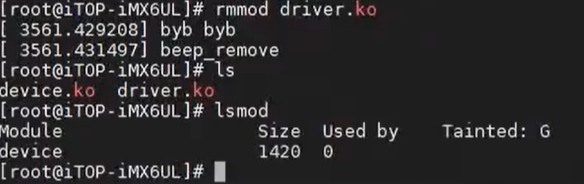 [root@iTOP-iMX6UL]# rmmod driver.ko
[ 3561.429208] byb byb
[ 3561.431497] beep_remove
[root@iTOP-iMX6UL]# ls
device.ko  driver.ko
[root@iTOP-iMX6UL]# lsmod
Module                  Size  Used by    Tainted: G
device                  1420  0
[root@iTOP-iMX6UL]#